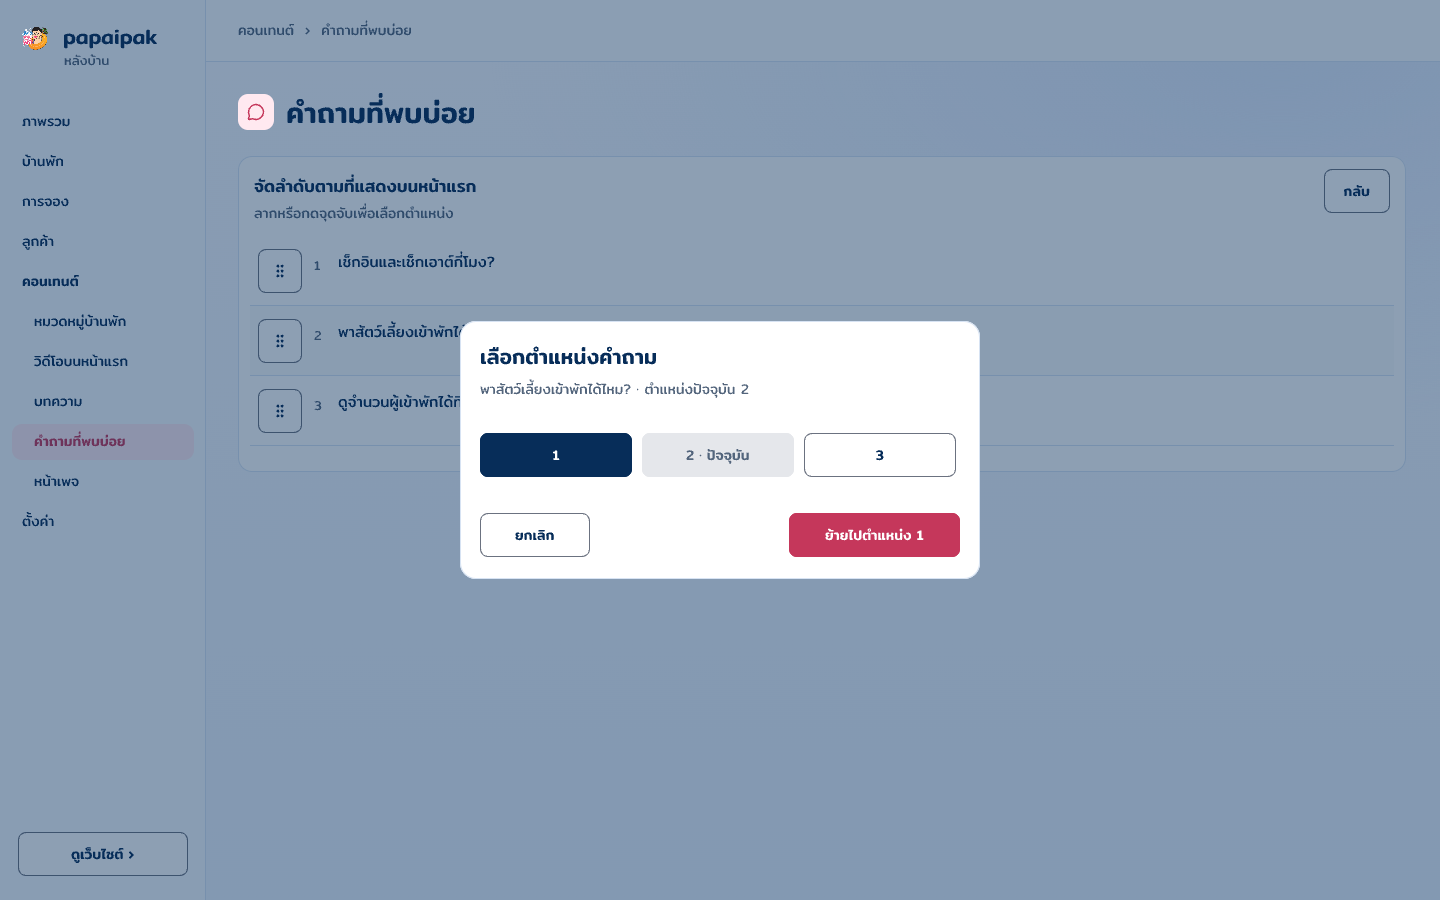 papaipak
หลังบ้าน
ภาพรวม
บ้านพัก
การจอง
ลูกค้า
คอนเทนต์
หมวดหมู่บ้านพัก
วิดีโอบนหน้าแรก
บทความ
คำถามที่พบบ่อย
หน้าเพจ
ตั้งค่า
ดูเว็บไซต์ ›
คอนเทนต์ › คำถามที่พบบ่อย
คำถามที่พบบ่อย
จัดลำดับตามที่แสดงบนหน้าแรก
ลากหรือกดจุดจับเพื่อเลือกตำแหน่ง
กลับ
1 เช็กอินและเช็กเอาต์กี่โมง?
2 พาสัตว์เลี้ยงเข้าพักได้
3 ดูจำนวนผู้เข้าพักได้ที่
เลือกตำแหน่งคำถาม
พาสัตว์เลี้ยงเข้าพักได้ไหม? · ตำแหน่งปัจจุบัน 2
1
2 · ปัจจุบัน
3
ยกเลิก
ย้ายไปตำแหน่ง 1